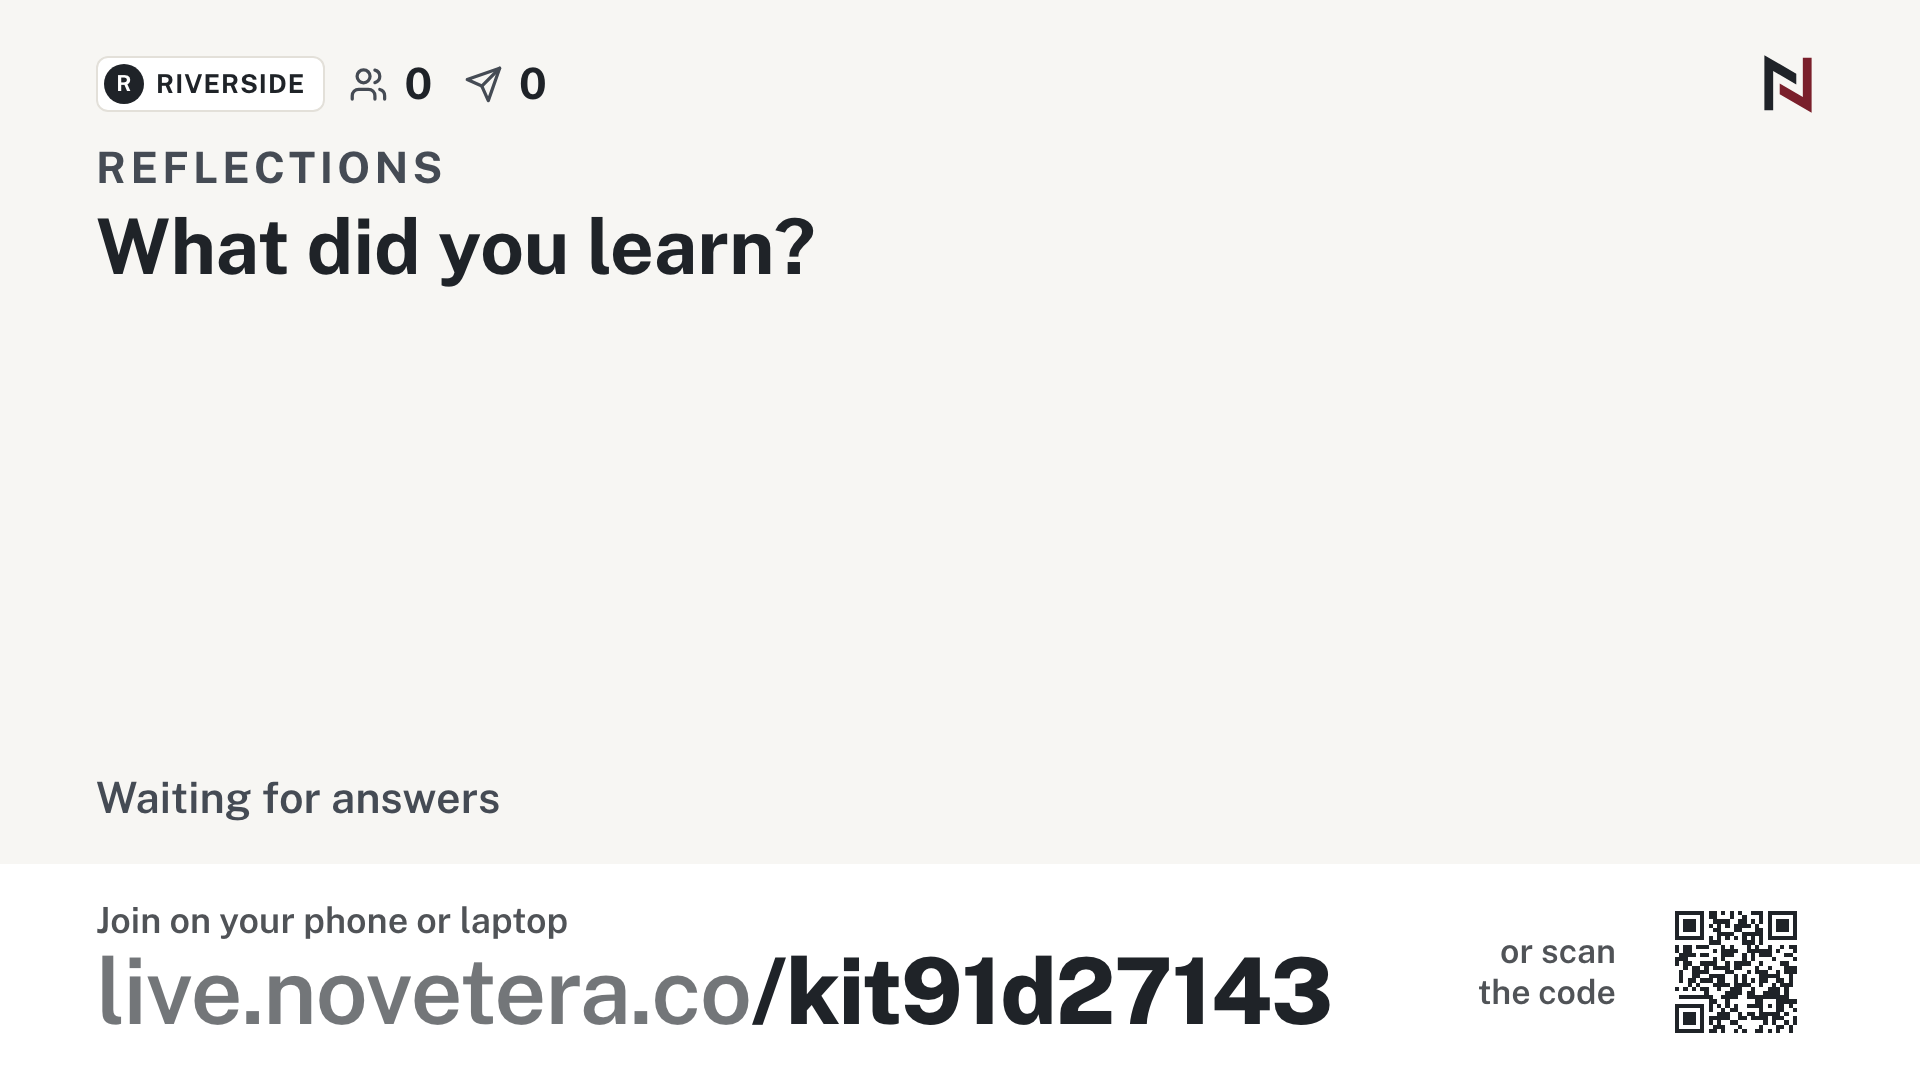 R RIVERSIDE 0 0
REFLECTIONS
What did you learn?
Waiting for answers
Join on your phone or laptop
live.novetera.co/kit91d27143
or scan
the code